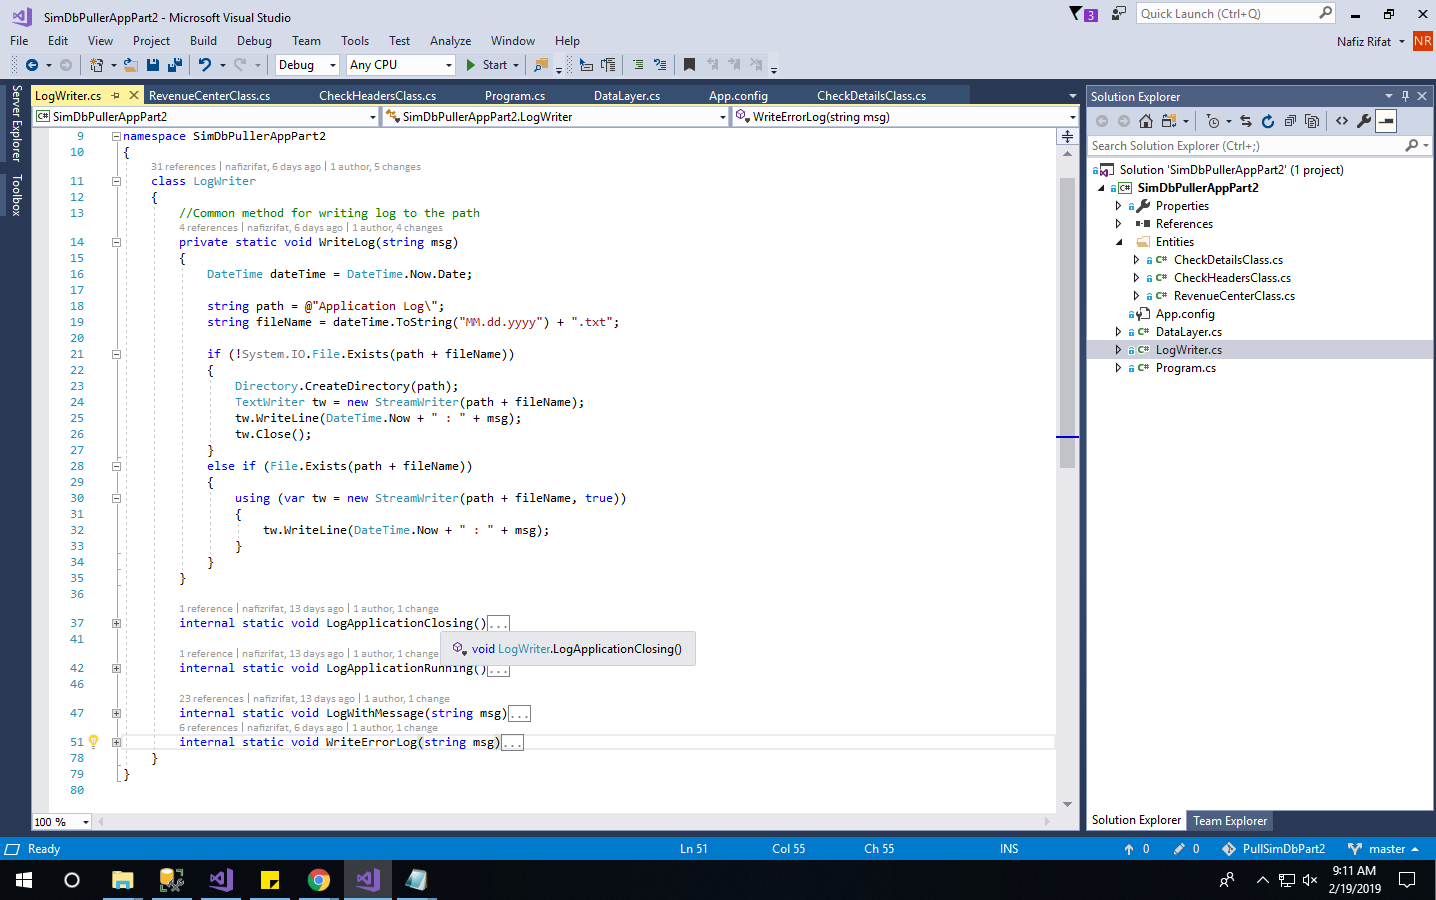 SimDbPullerAppPart2 - Microsoft Visual Studio
3
Quick Launch (Ctrl+Q)
File Edit View Project Build Debug Team Tools Test Analyze Window Help
Nafiz Rifat NR
Debug Any CPU Start
Server Explorer
Toolbox
LogWriter.cs RevenueCenterClass.cs CheckHeadersClass.cs Program.cs DataLayer.cs App.config CheckDetailsClass.cs
SimDbPullerAppPart2 SimDbPullerAppPart2.LogWriter WriteErrorLog(string msg)
9 namespace SimDbPullerAppPart2
10 {
31 references | nafizrifat, 6 days ago | 1 author, 5 changes
11 class LogWriter
12 {
13 //Common method for writing log to the path
4 references | nafizrifat, 6 days ago | 1 author, 4 changes
14 private static void WriteLog(string msg)
15 {
16 DateTime dateTime = DateTime.Now.Date;
17
18 string path = @"Application Log\";
19 string fileName = dateTime.ToString("MM.dd.yyyy") + ".txt";
20
21 if (!System.IO.File.Exists(path + fileName))
22 {
23 Directory.CreateDirectory(path);
24 TextWriter tw = new StreamWriter(path + fileName);
25 tw.WriteLine(DateTime.Now + " : " + msg);
26 tw.Close();
27 }
28 else if (File.Exists(path + fileName))
29 {
30 using (var tw = new StreamWriter(path + fileName, true))
31 {
32 tw.WriteLine(DateTime.Now + " : " + msg);
33 }
34 }
35 }
36
1 reference | nafizrifat, 13 days ago | 1 author, 1 change
37 internal static void LogApplicationClosing()...
41
void LogWriter.LogApplicationClosing()
1 reference | nafizrifat, 13 days ago | 1 author, 1 change
42 internal static void LogApplicationRunning()...
46
23 references | nafizrifat, 13 days ago | 1 author, 1 change
47 internal static void LogWithMessage(string msg)...
6 references | nafizrifat, 6 days ago | 1 author, 1 change
51 internal static void WriteErrorLog(string msg)...
78 }
79 }
80
100 %
Solution Explorer
Search Solution Explorer (Ctrl+;)
Solution 'SimDbPullerAppPart2' (1 project)
C# SimDbPullerAppPart2
Properties
References
Entities
C# CheckDetailsClass.cs
C# CheckHeadersClass.cs
C# RevenueCenterClass.cs
App.config
C# DataLayer.cs
C# LogWriter.cs
C# Program.cs
Solution Explorer Team Explorer
Ready Ln 51 Col 55 Ch 55 INS 0 0 PullSimDbPart2 master
9:11 AM
2/19/2019